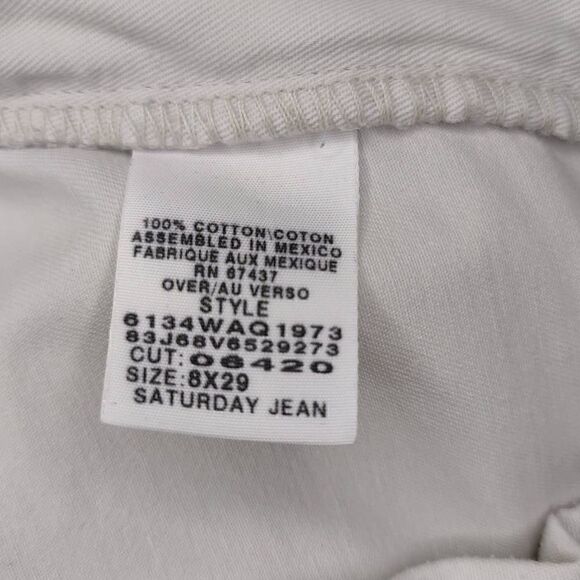 100% COTTON\COTON
ASSEMBLED IN MEXICO
FABRIQUE AUX MEXIQUE
RN 67437
OVER/AU VERSO
STYLE
6134WAQ1973
83J68V6529273
CUT: 06420
SIZE: 8X29
SATURDAY JEAN